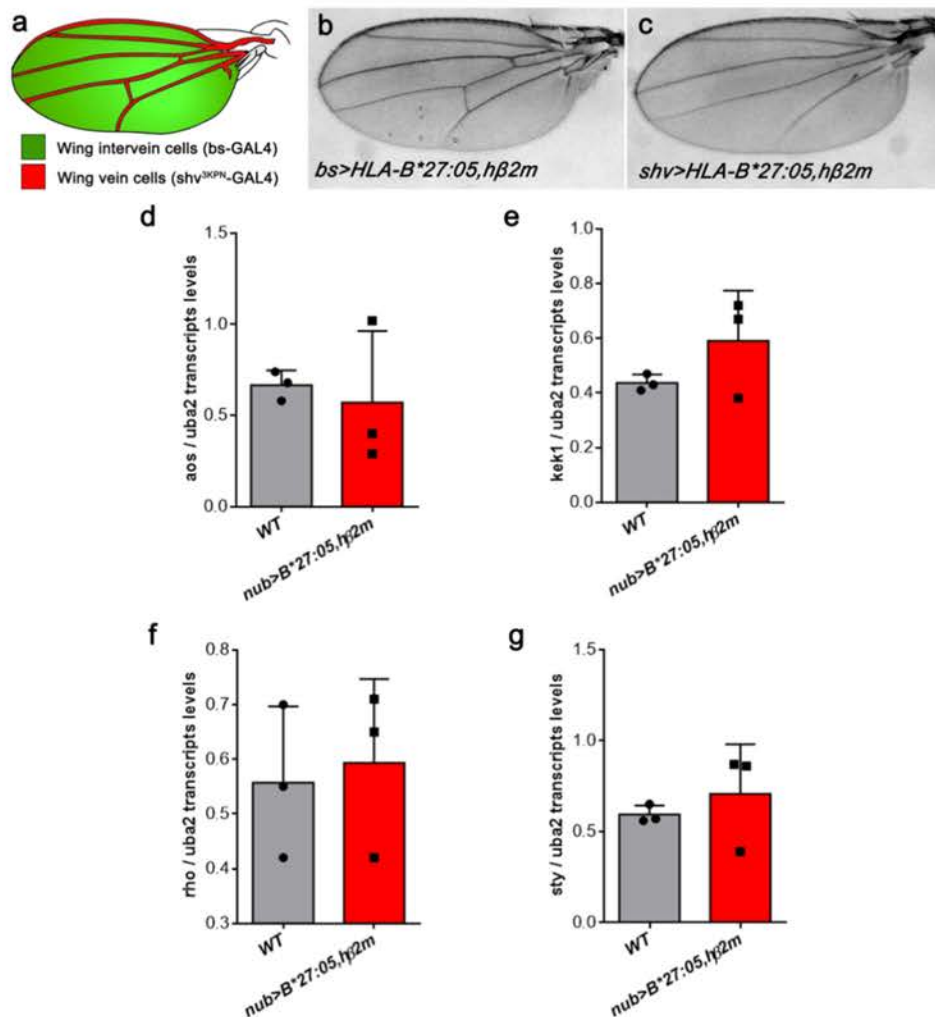 a
Wing intervein cells (bs-GAL4)
Wing vein cells (shv3KPN-GAL4)
b
bs>HLA-B*27:05,hβ2m
c
shv>HLA-B*27:05,hβ2m
d
aos / uba2 transcripts levels
1.5
1.0
0.5
0.0
WT
nub>B*27:05,hβ2m
e
kek1 / uba2 transcripts levels
1.0
0.8
0.6
0.4
0.2
0.0
WT
nub>B*27:05,hβ2m
f
rho / uba2 transcripts levels
0.8
0.7
0.6
0.5
0.4
0.3
WT
nub>B*27:05,hβ2m
g
sty / uba2 transcripts levels
1.5
1.0
0.5
0.0
WT
nub>B*27:05,hβ2m